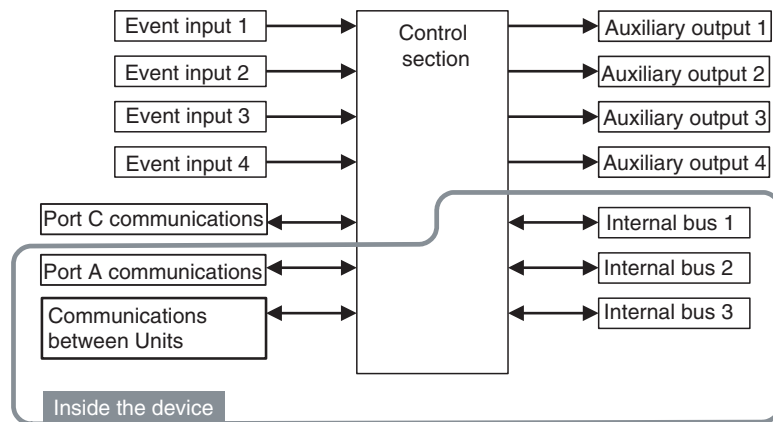 Event input 1
Event input 2
Event input 3
Event input 4
Port C communications
Port A communications
Communications
between Units
Control
section
Auxiliary output 1
Auxiliary output 2
Auxiliary output 3
Auxiliary output 4
Internal bus 1
Internal bus 2
Internal bus 3
Inside the device